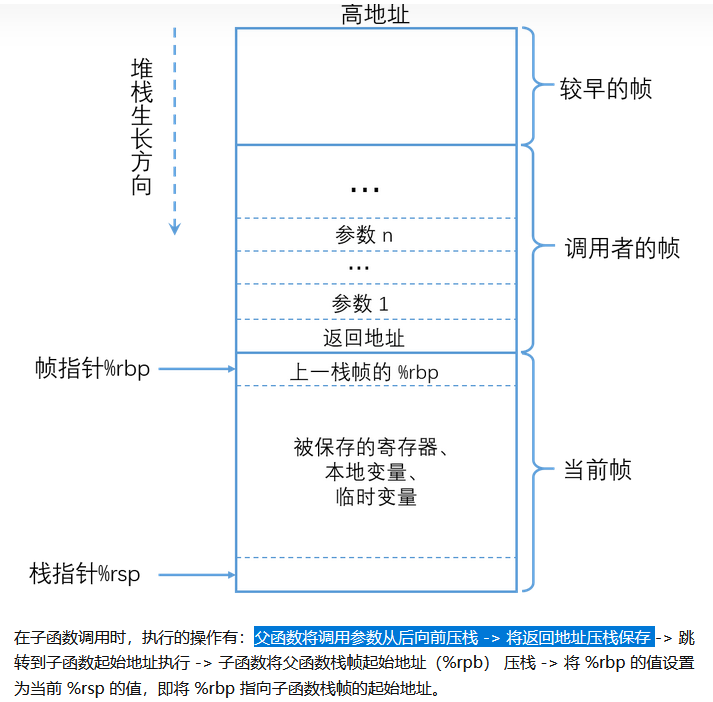 高地址
堆栈生长方向
较早的帧
...
参数 n
...
调用者的帧
参数 1
返回地址
帧指针%rbp
上一栈帧的 %rbp
被保存的寄存器、
本地变量、
临时变量
当前帧
栈指针%rsp
在子函数调用时，执行的操作有：父函数将调用参数从后向前压栈 -> 将返回地址压栈保存 -> 跳
转到子函数起始地址执行 -> 子函数将父函数栈帧起始地址（%rpb） 压栈 -> 将 %rbp 的值设置
为当前 %rsp 的值，即将 %rbp 指向子函数栈帧的起始地址。